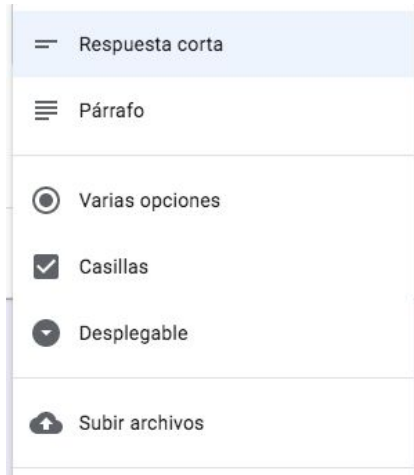 Respuesta corta
Párrafo
Varias opciones
Casillas
Desplegable
Subir archivos